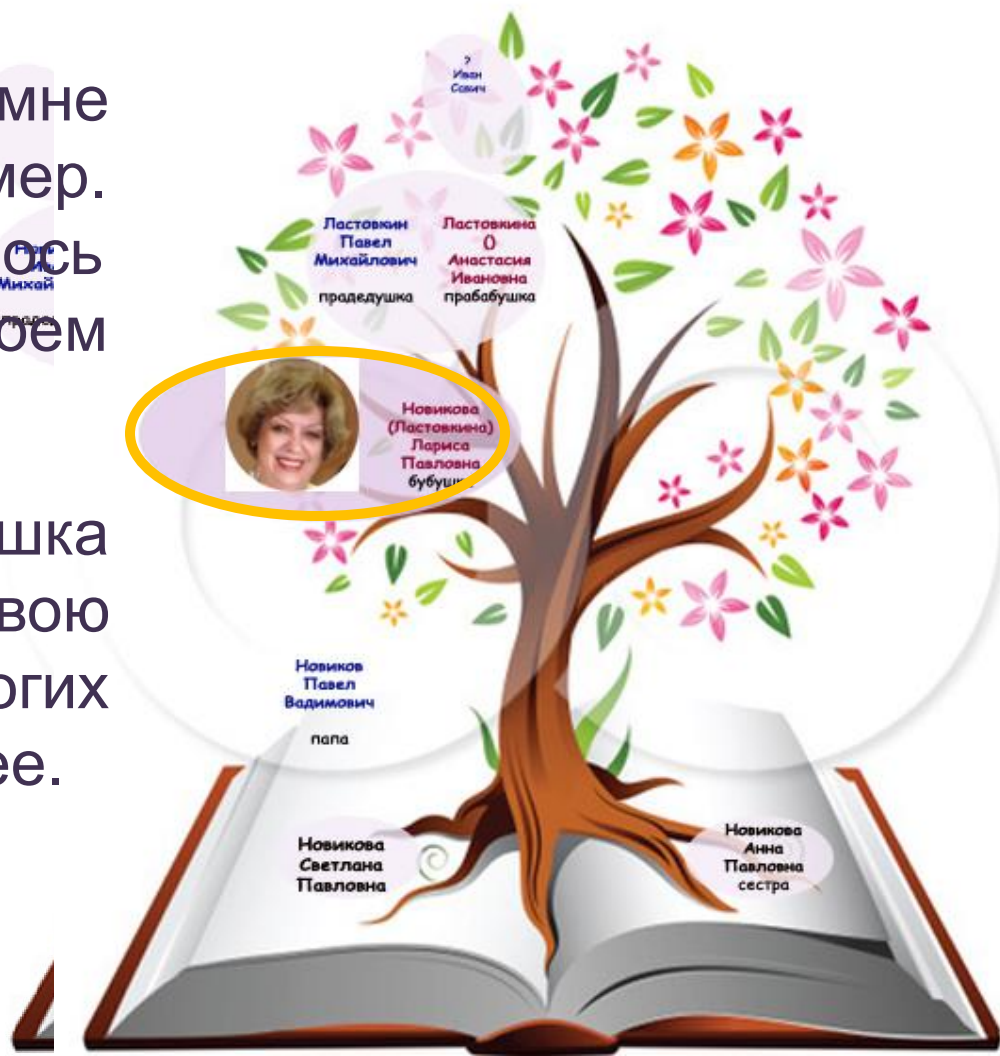 мне
мер.
ось
оем
шка
вою
огих
ее.
?
Иван
Савич
Ластовкин
Павел
Михайлович
прадедушка
Ластовкина
()
Анастасия
Ивановна
прабабушка
Новикова
(Ластовкина)
Лариса
Павловна
бубушка
Новиков
Павел
Вадимович
папа
Новикова
Светлана
Павловна
Новикова
Анна
Павловна
сестра